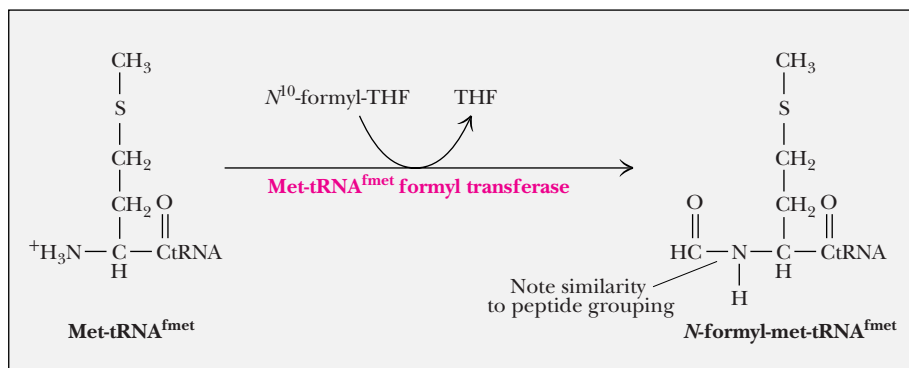 CH₃
S
CH₂
CH₂ O
⁺H₃N—C—CtRNA
H
Met-tRNAᶠᵐᵉᵗ
N¹⁰-formyl-THF THF
Met-tRNAᶠᵐᵉᵗ formyl transferase
CH₃
S
CH₂
CH₂ O
O
HC—N—C—CtRNA
H H
Note similarity
to peptide grouping
N-formyl-met-tRNAᶠᵐᵉᵗ